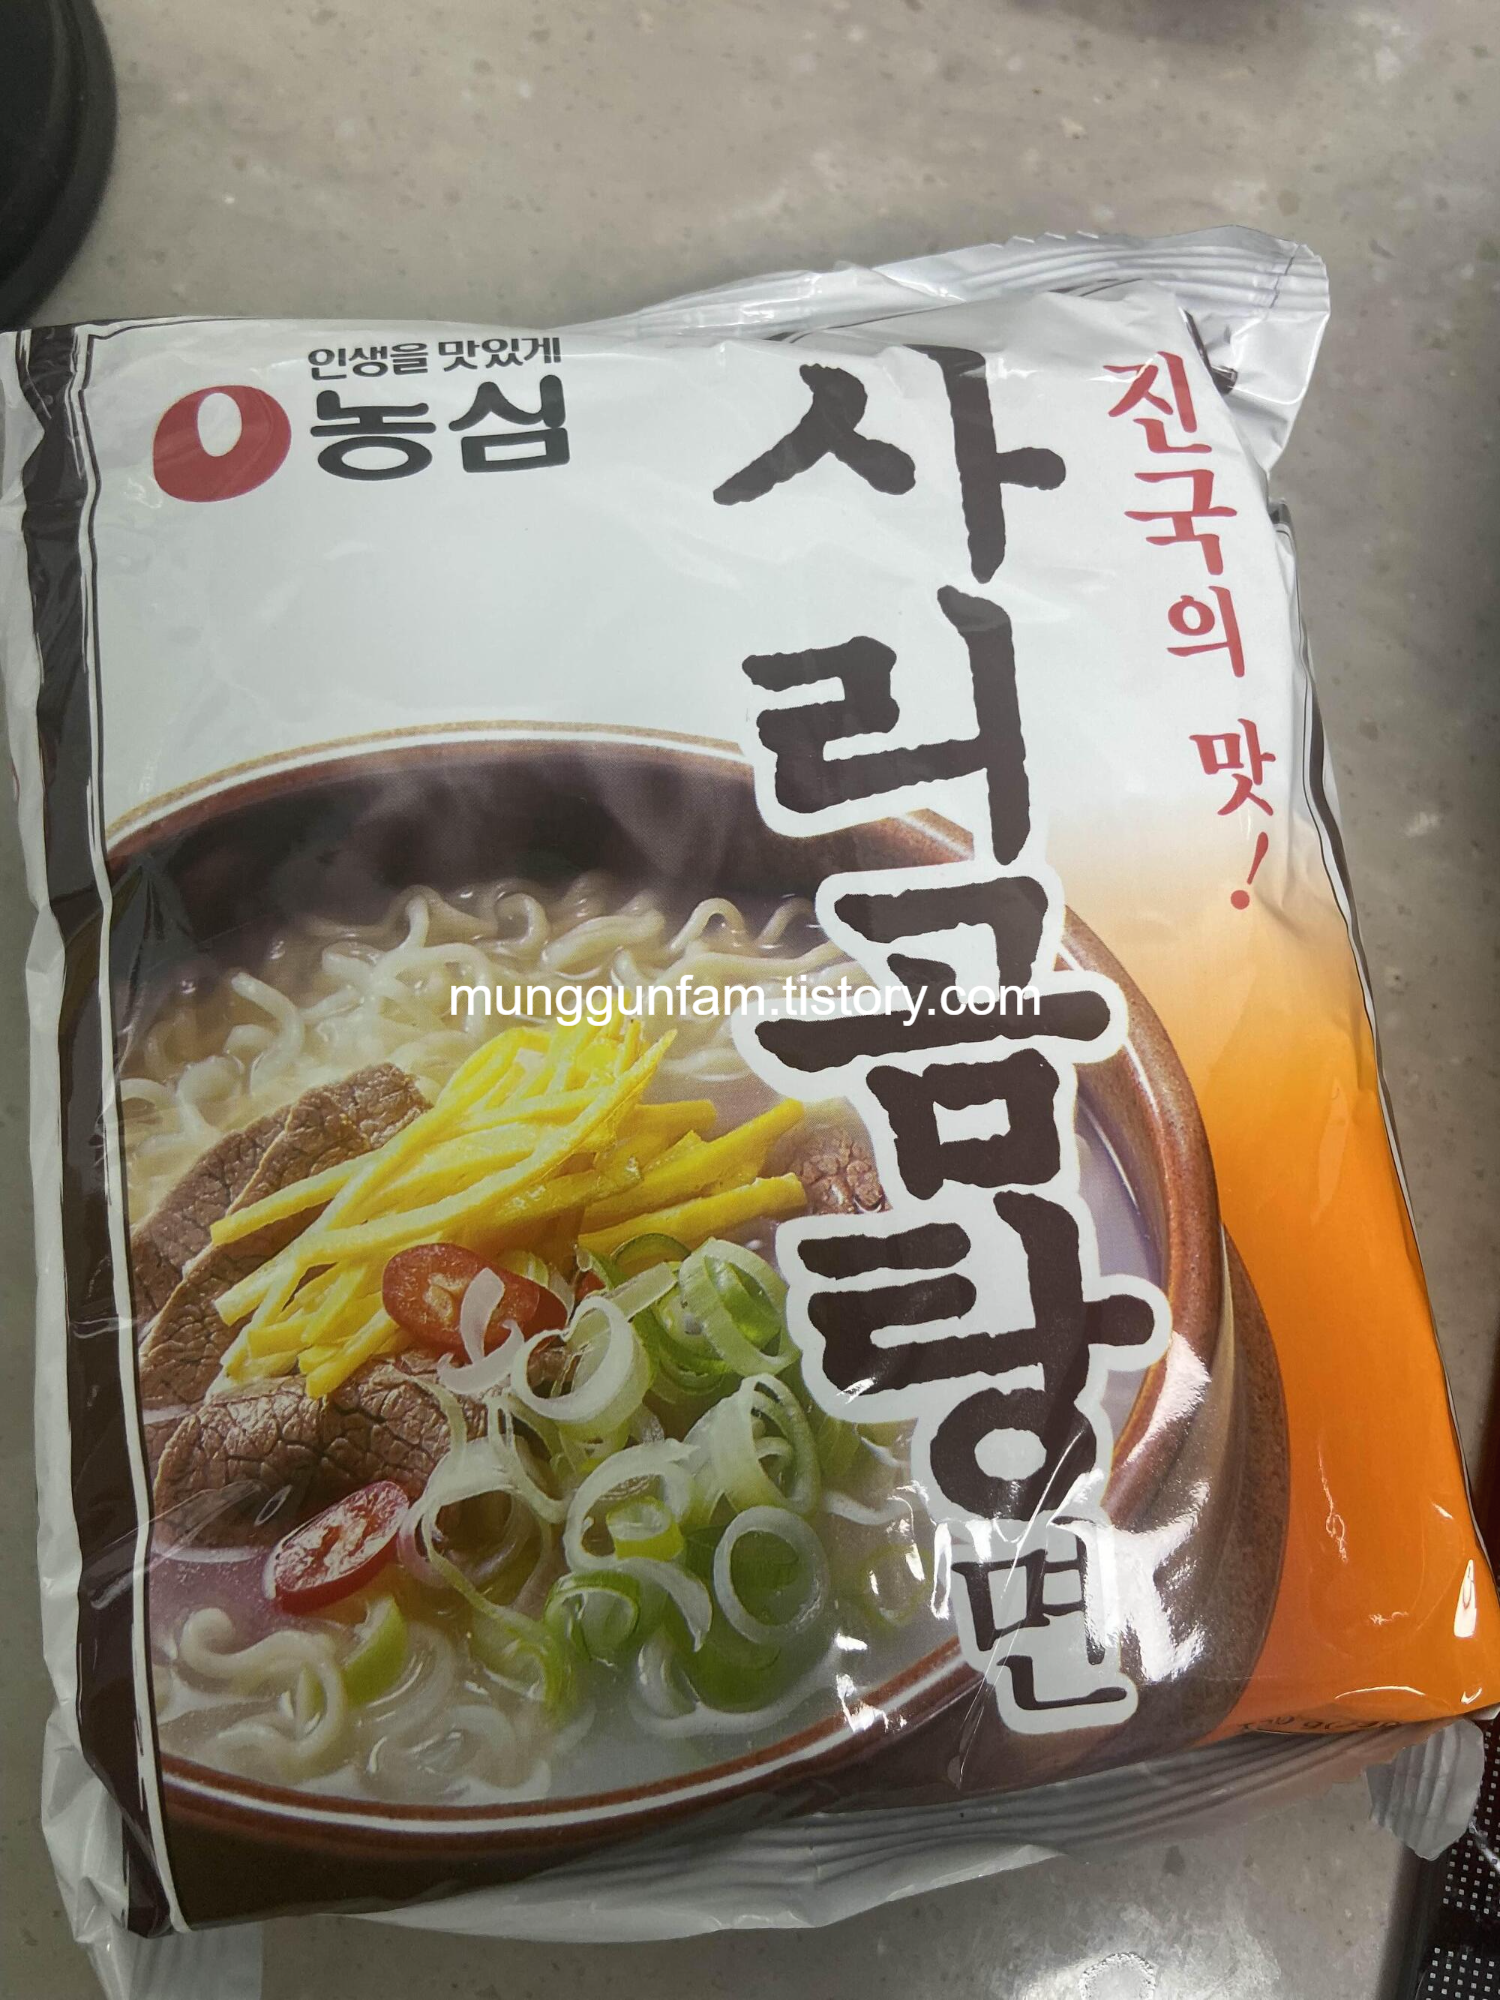 인생을 맛있게
농심
사리곰탕면
진국의 맛!
munggunfam.tistory.com